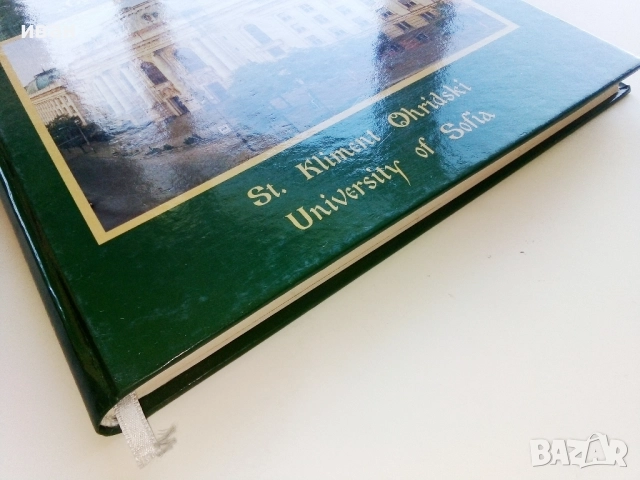 St. Kliment Ohridski
University of Sofia
BAZAR